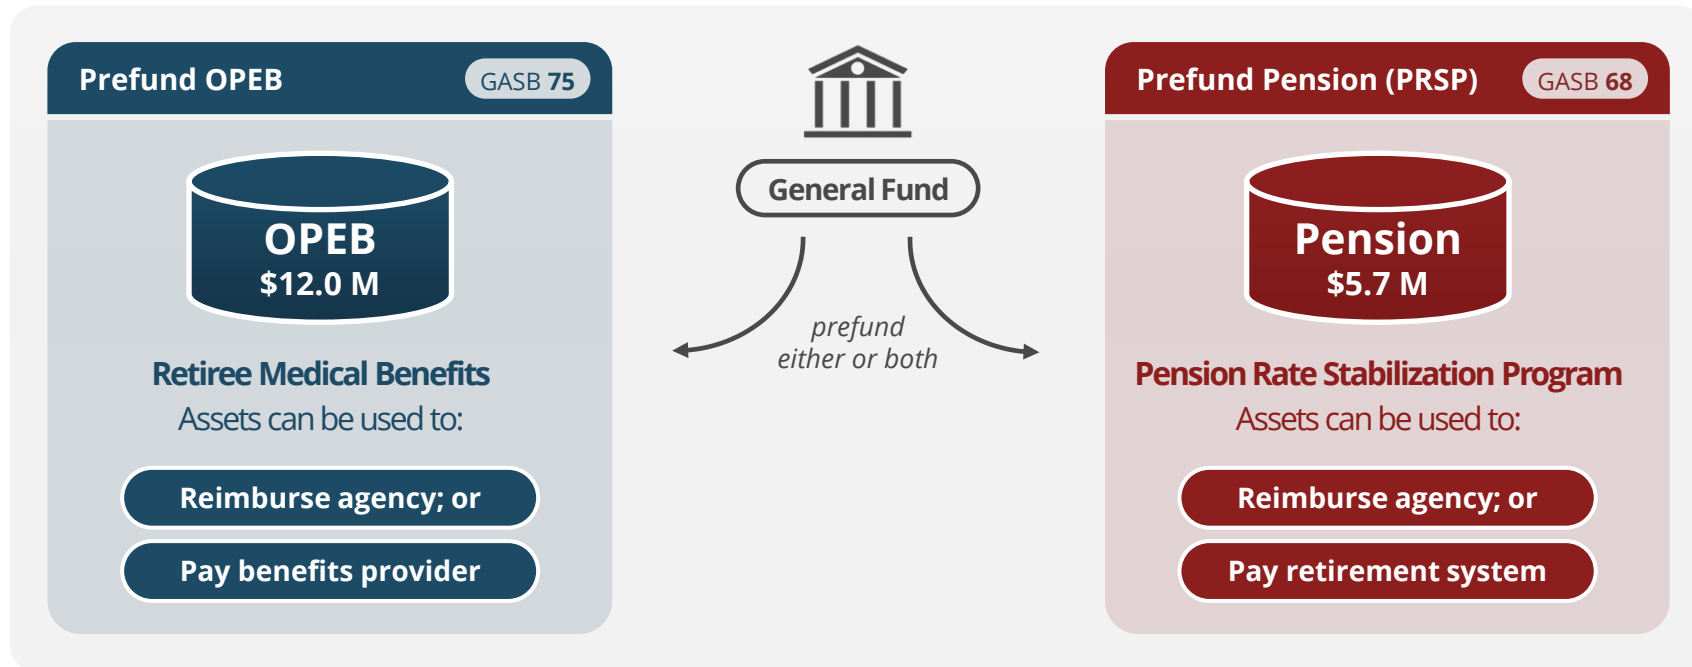 Prefund OPEB
GASB 75
OPEB
$12.0 M
Retiree Medical Benefits
Assets can be used to:
Reimburse agency; or
Pay benefits provider
General Fund
prefund
either or both
Prefund Pension (PRSP)
GASB 68
Pension
$5.7 M
Pension Rate Stabilization Program
Assets can be used to:
Reimburse agency; or
Pay retirement system